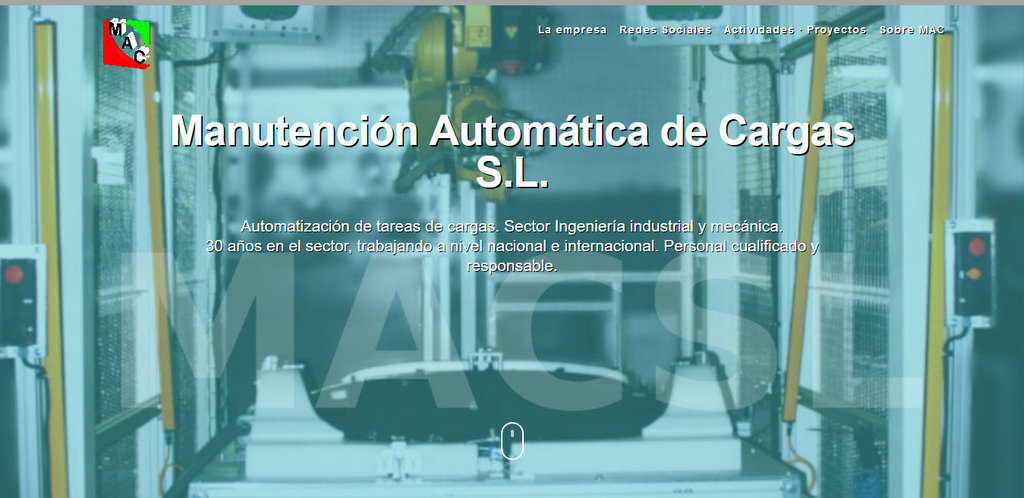 MAC
La empresa Redes Sociales Actividades - Proyectos Sobre MAC
Manutención Automática de Cargas
S.L.
Automatización de tareas de cargas. Sector Ingeniería industrial y mecánica.
30 años en el sector, trabajando a nivel nacional e internacional. Personal cualificado y
responsable.
MACSL